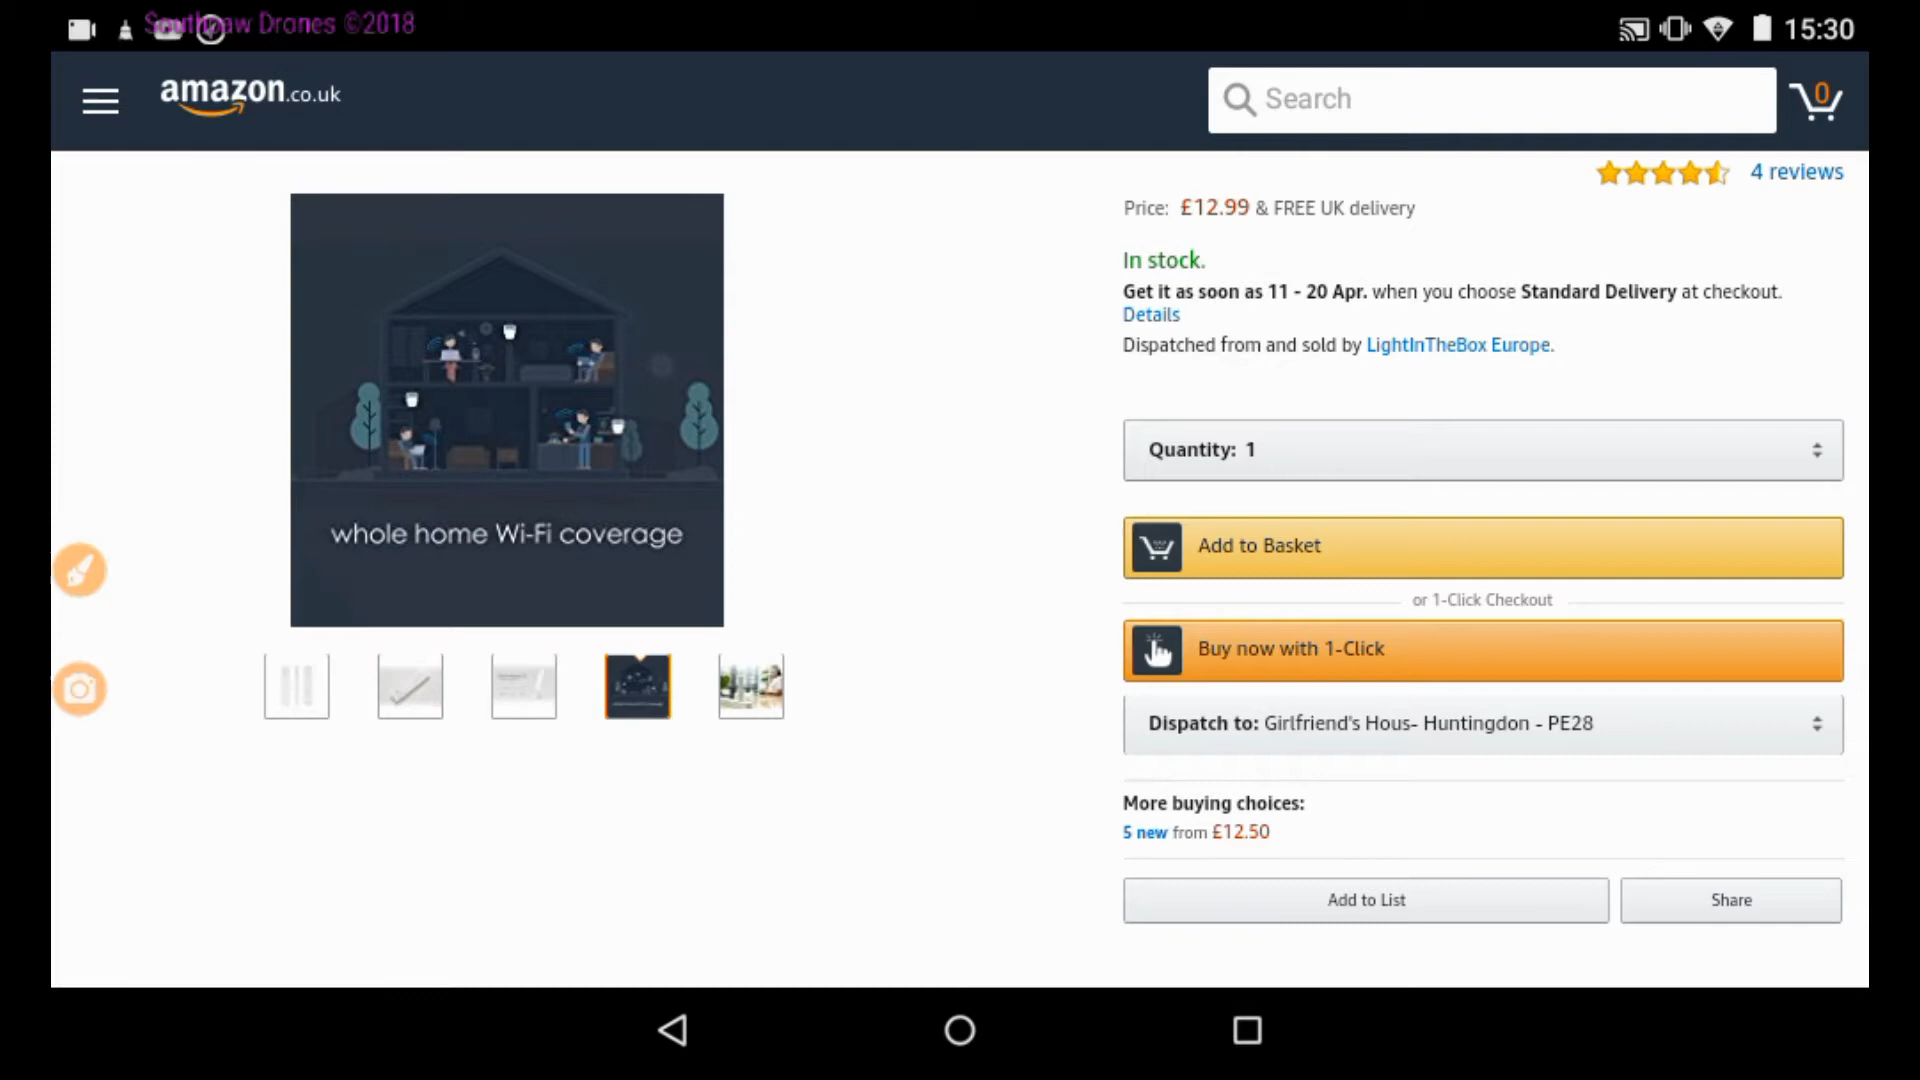 Southpaw Drones ©2018
15:30
amazon.co.uk
Search
0
4 reviews
Price: £12.99 & FREE UK delivery
In stock.
Get it as soon as 11 - 20 Apr. when you choose Standard Delivery at checkout.
Details
Dispatched from and sold by LightInTheBox Europe.
whole home Wi-Fi coverage
Quantity: 1
Add to Basket
or 1-Click Checkout
Buy now with 1-Click
Dispatch to: Girlfriend's Hous- Huntingdon - PE28
More buying choices:
5 new from £12.50
Add to List
Share